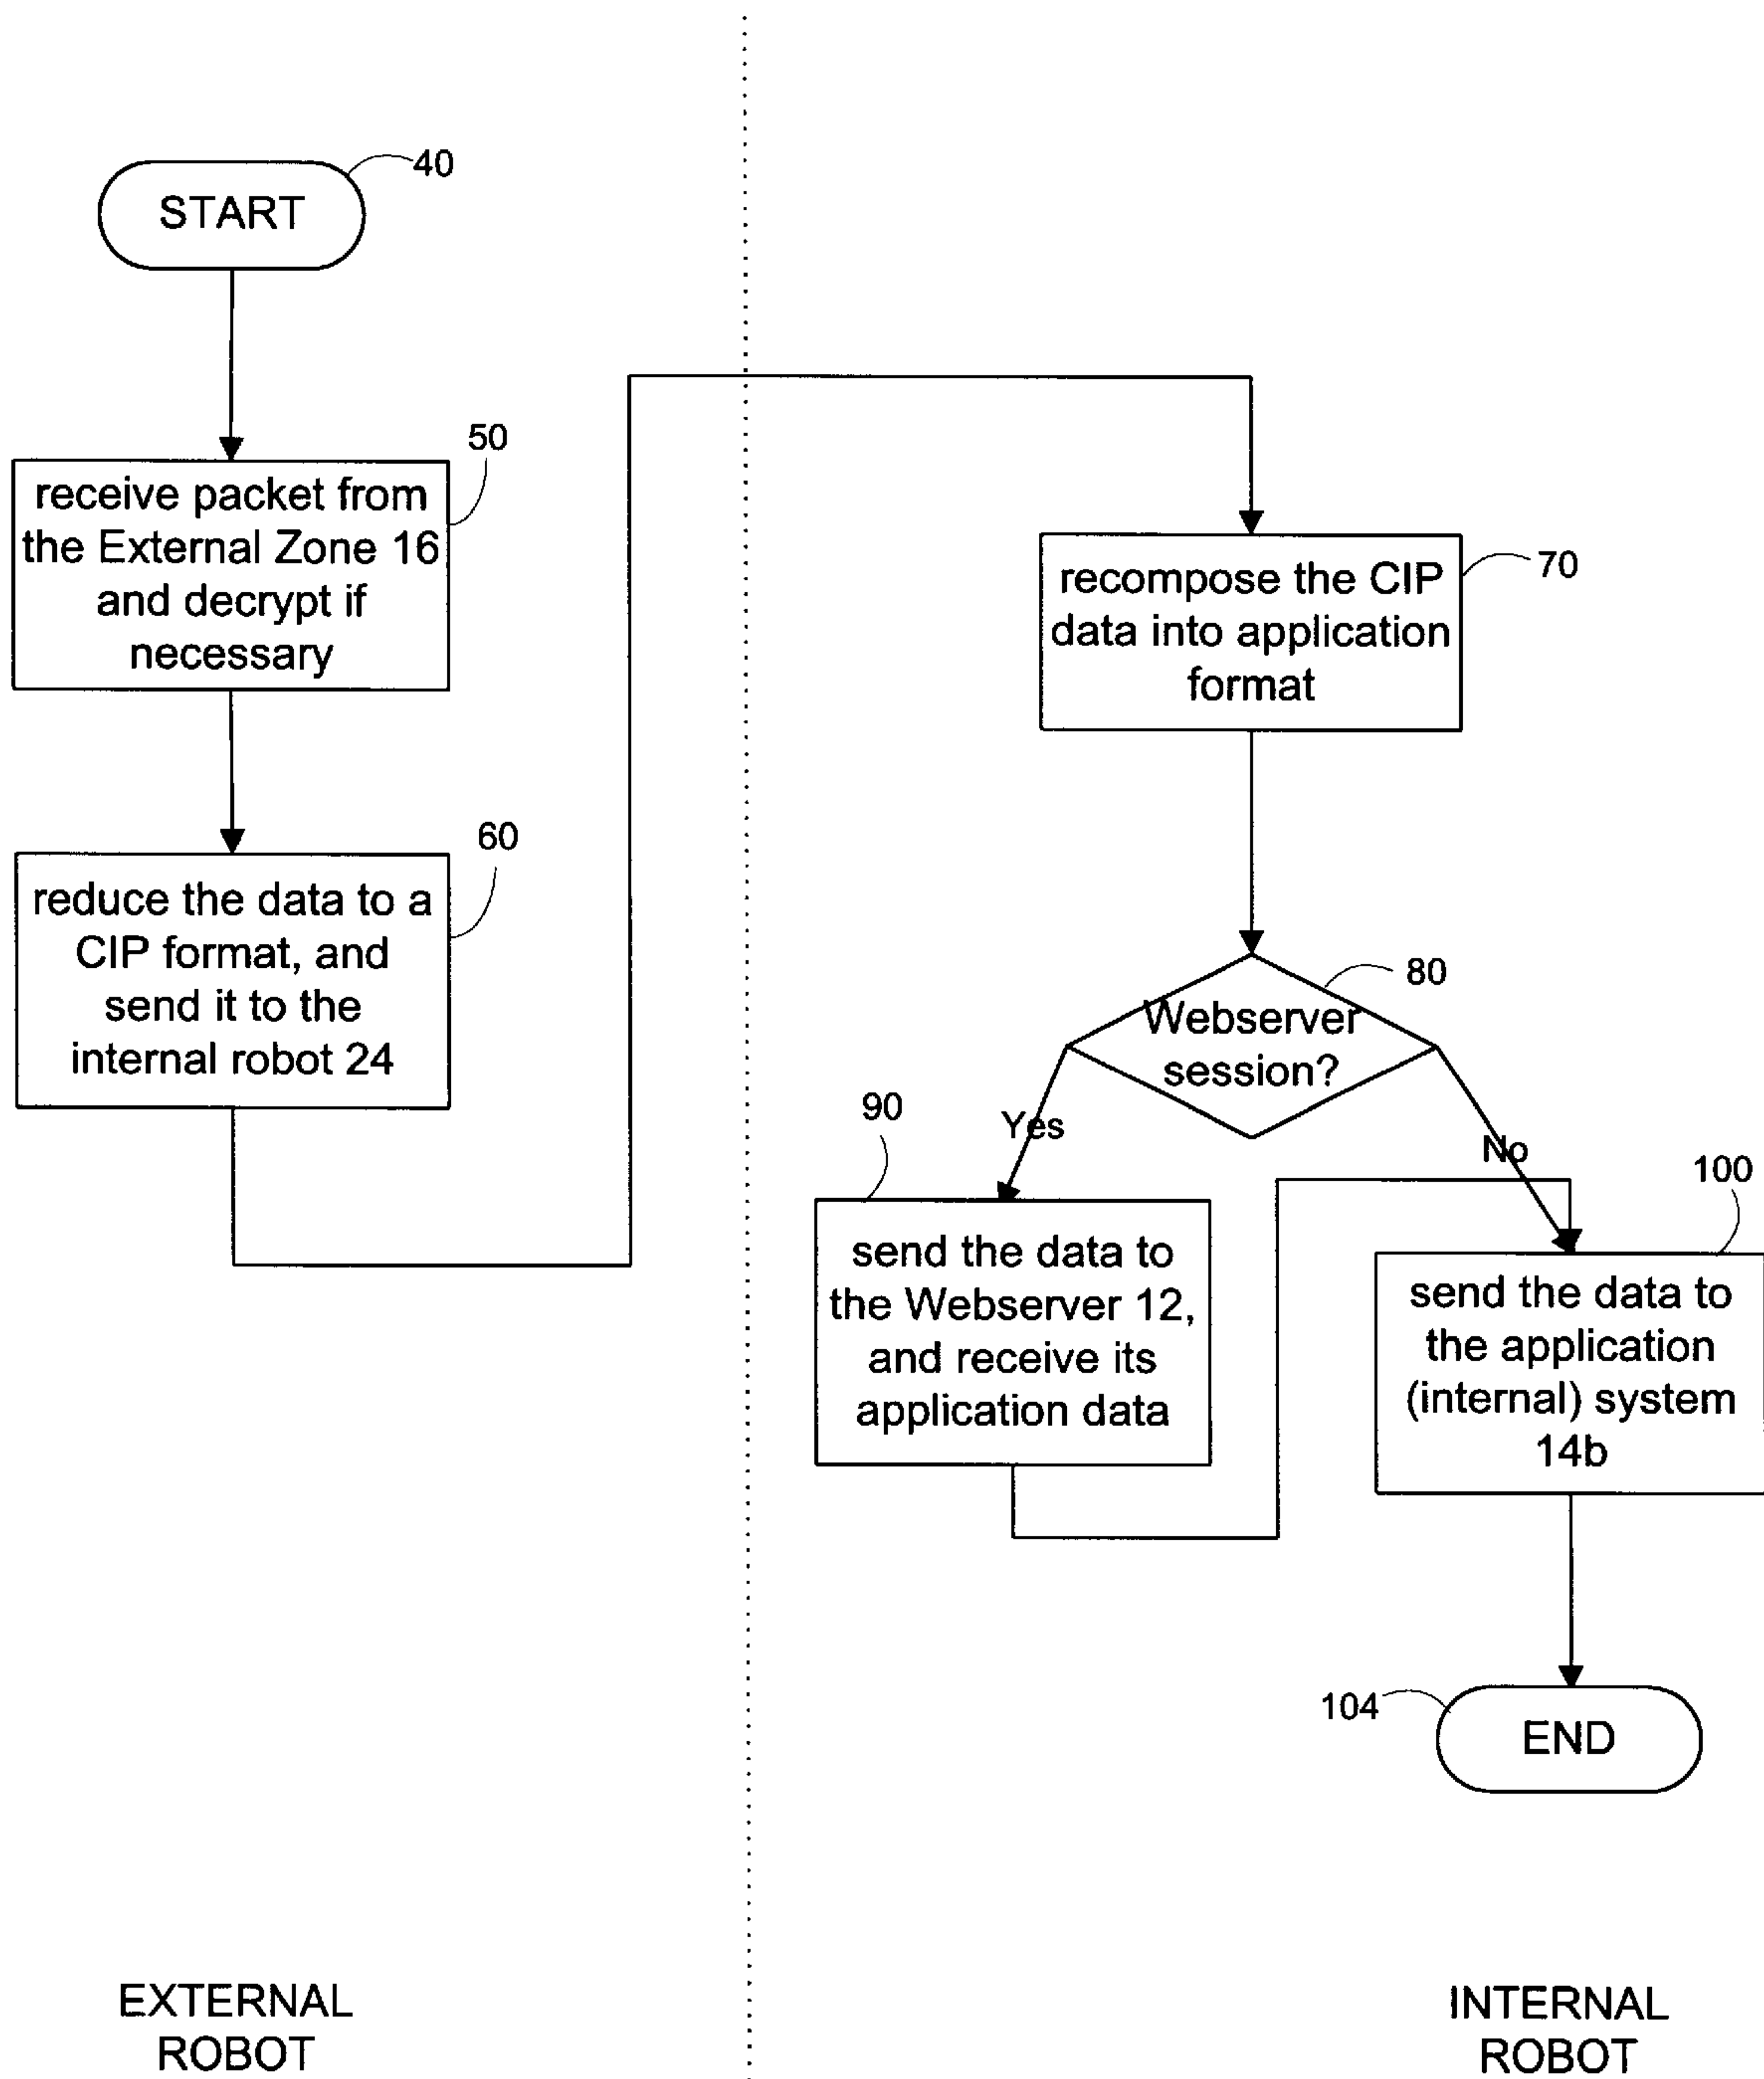 START
40
receive packet from
the External Zone 16
and decrypt if
necessary
50
reduce the data to a
CIP format, and
send it to the
internal robot 24
60
recompose the CIP
data into application
format
70
Webserver
session?
80
Yes
No
90
send the data to
the Webserver 12,
and receive its
application data
100
send the data to
the application
(internal) system
14b
104
END
EXTERNAL
ROBOT
INTERNAL
ROBOT